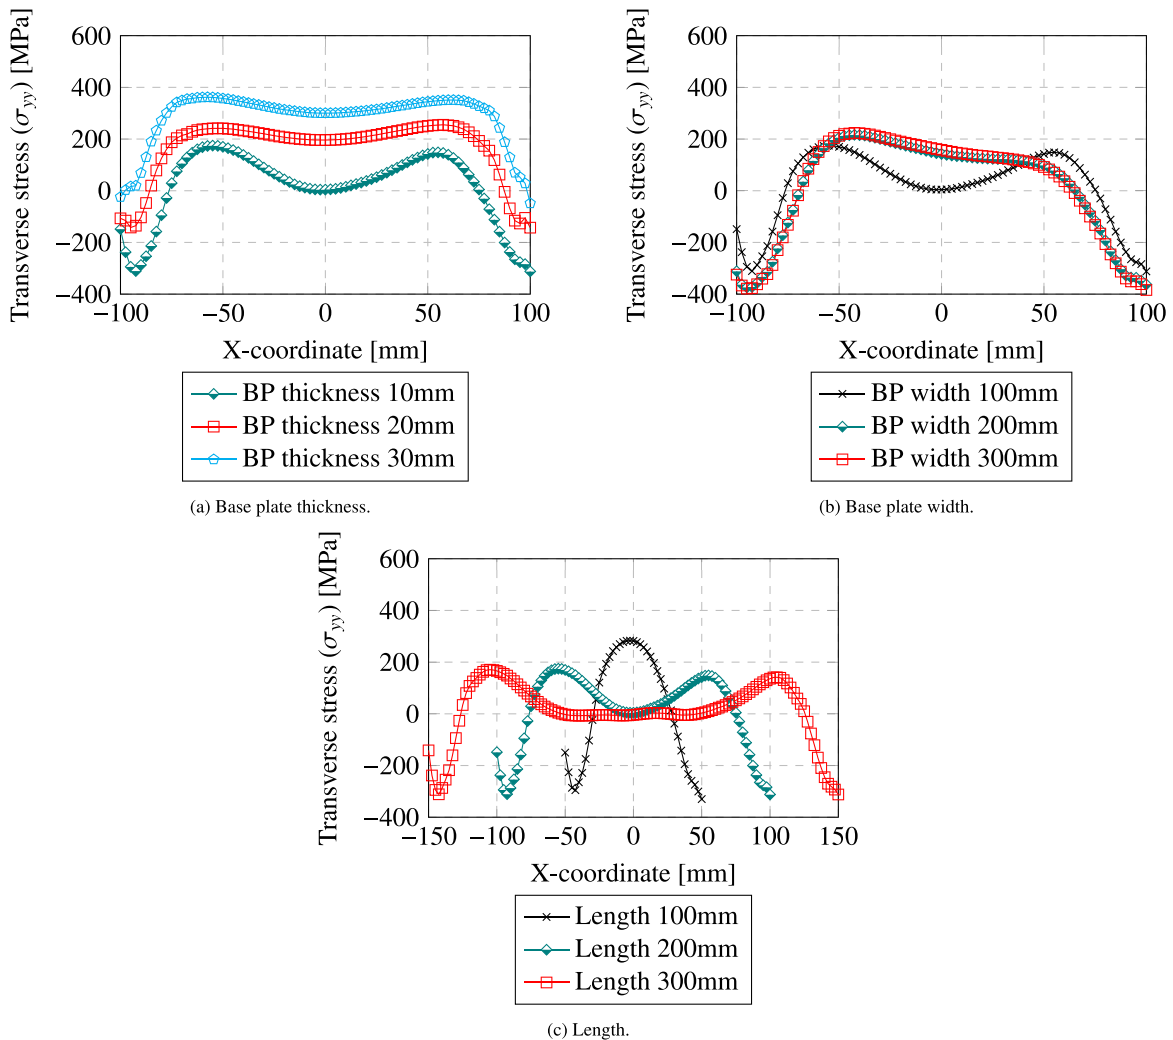 Transverse stress (σyy) [MPa]
600
400
200
0
−200
−400
−100
−50
0
50
100
X-coordinate [mm]
BP thickness 10mm
BP thickness 20mm
BP thickness 30mm
(a) Base plate thickness.
Transverse stress (σyy) [MPa]
600
400
200
0
−200
−400
−100
−50
0
50
100
X-coordinate [mm]
BP width 100mm
BP width 200mm
BP width 300mm
(b) Base plate width.
Transverse stress (σyy) [MPa]
600
400
200
0
−200
−400
−150
−100
−50
0
50
100
150
X-coordinate [mm]
Length 100mm
Length 200mm
Length 300mm
(c) Length.